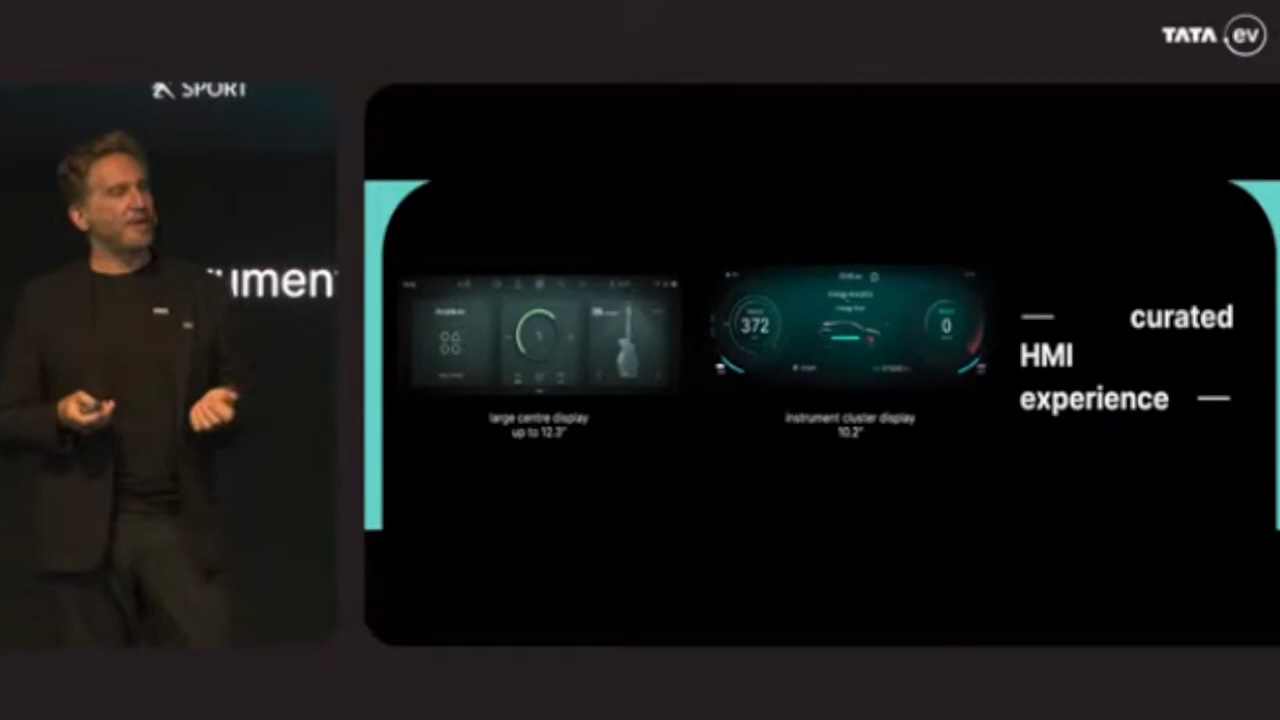 TATA .ev
SPORT
umen
372
0
curated
HMI
experience
large centre display
up to 12.3"
instrument cluster display
10.2"